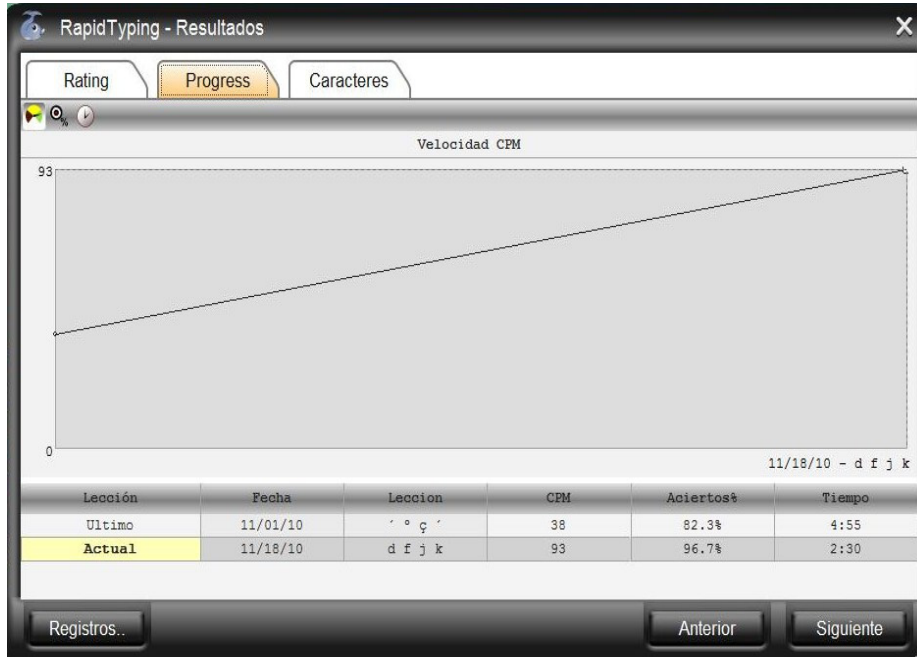 RapidTyping - Resultados
Rating Progress Caracteres
Velocidad CPM
93
0
11/18/10 - d f j k
Lección Fecha Leccion CPM Aciertos% Tiempo
Ultimo 11/01/10 ´ º ç ´ 38 82.3% 4:55
Actual 11/18/10 d f j k 93 96.7% 2:30
Registros.. Anterior Siguiente